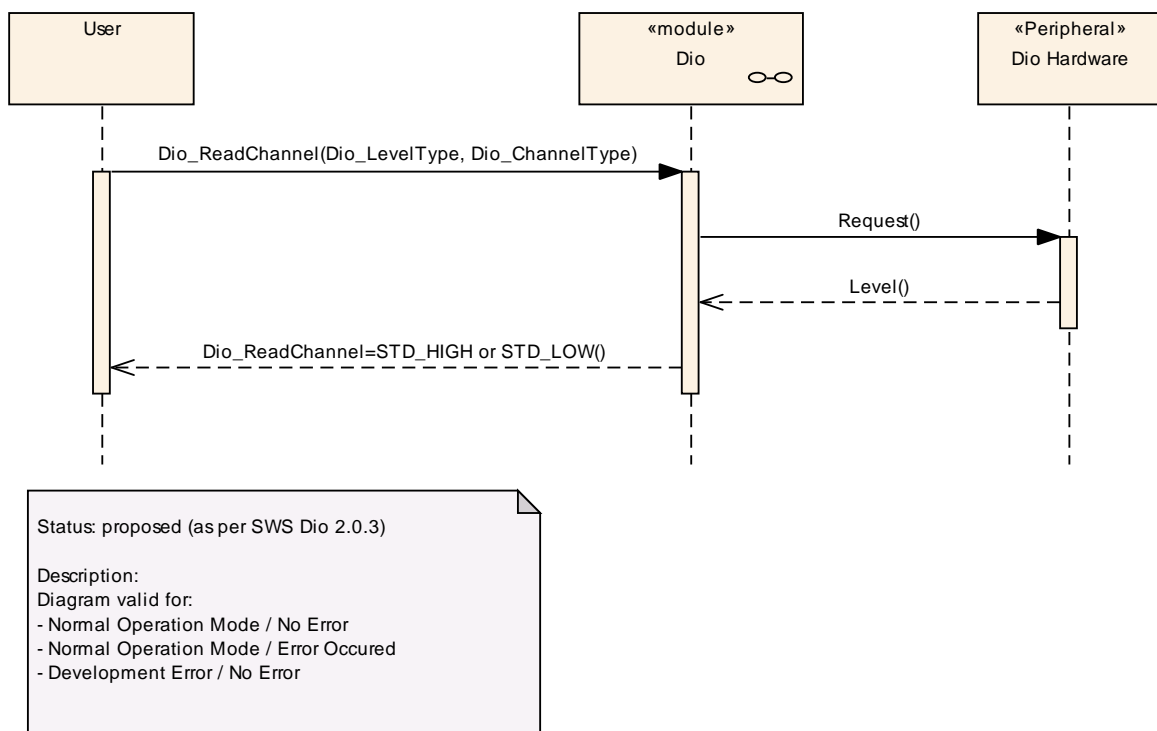 User
«module»
Dio
«Peripheral»
Dio Hardware
Dio_ReadChannel(Dio_LevelType, Dio_ChannelType)
Request()
Level()
Dio_ReadChannel=STD_HIGH or STD_LOW()
Status: proposed (as per SWS Dio 2.0.3)
Description:
Diagram valid for:
- Normal Operation Mode / No Error
- Normal Operation Mode / Error Occured
- Development Error / No Error